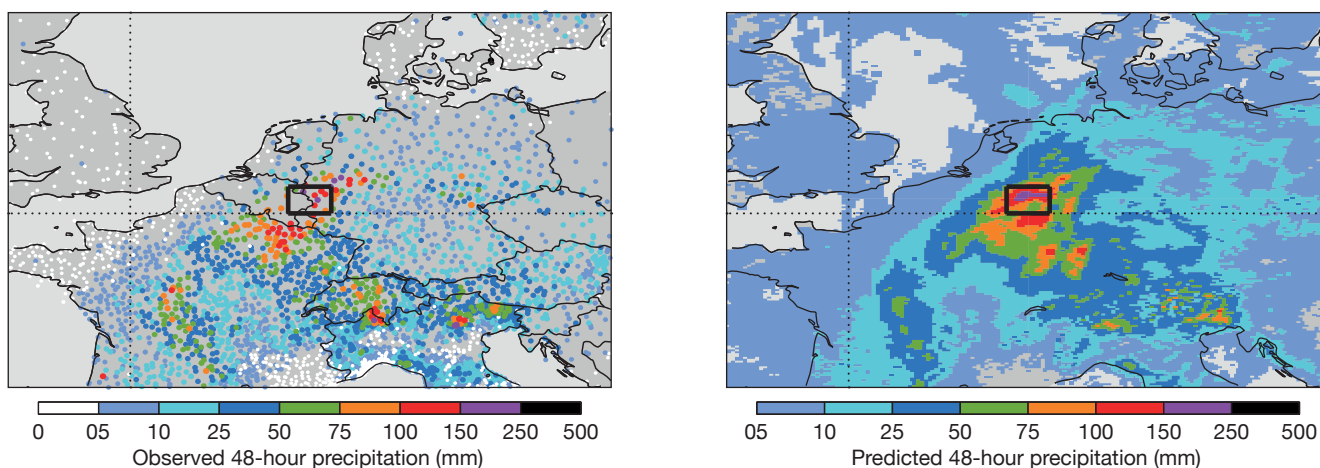 0 05 10 25 50 75 100 150 250 500
Observed 48-hour precipitation (mm)
05 10 25 50 75 100 150 250 500
Predicted 48-hour precipitation (mm)